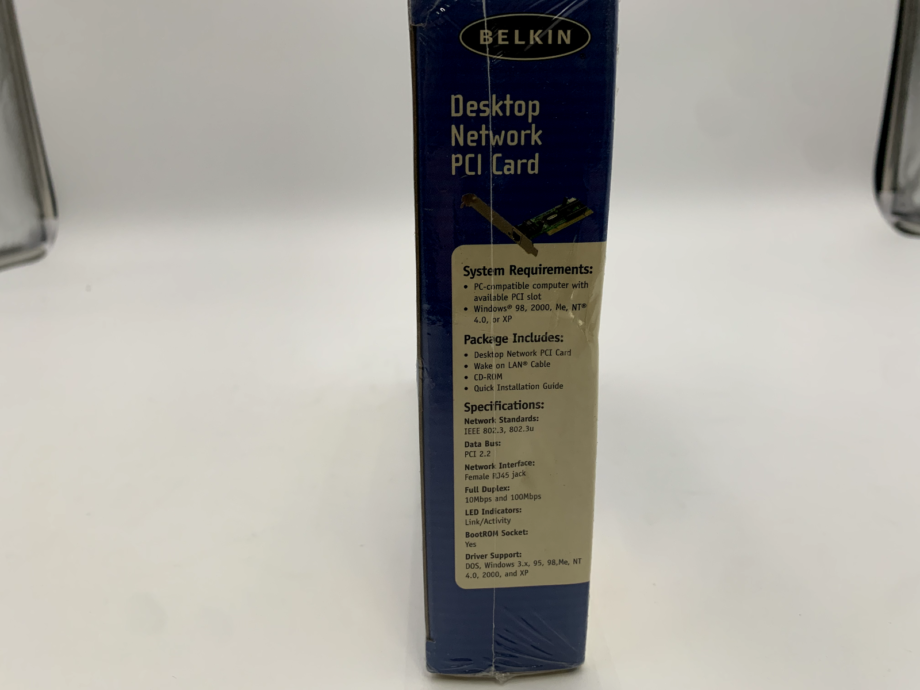 BELKIN
Desktop
Network
PCI Card
System Requirements:
• PC-compatible computer with
available PCI slot
• Windows® 98, 2000, Me, NT®
4.0, or XP
Package Includes:
• Desktop Network PCI Card
• Wake on LAN® Cable
• CD-ROM
• Quick Installation Guide
Specifications:
Network Standards:
IEEE 802.3, 802.3u
Data Bus:
PCI 2.2
Network Interface:
Female RJ45 jack
Full Duplex:
10Mbps and 100Mbps
LED Indicators:
Link/Activity
BootROM Socket:
Yes
Driver Support:
DOS, Windows 3.x, 95, 98,Me, NT
4.0, 2000, and XP